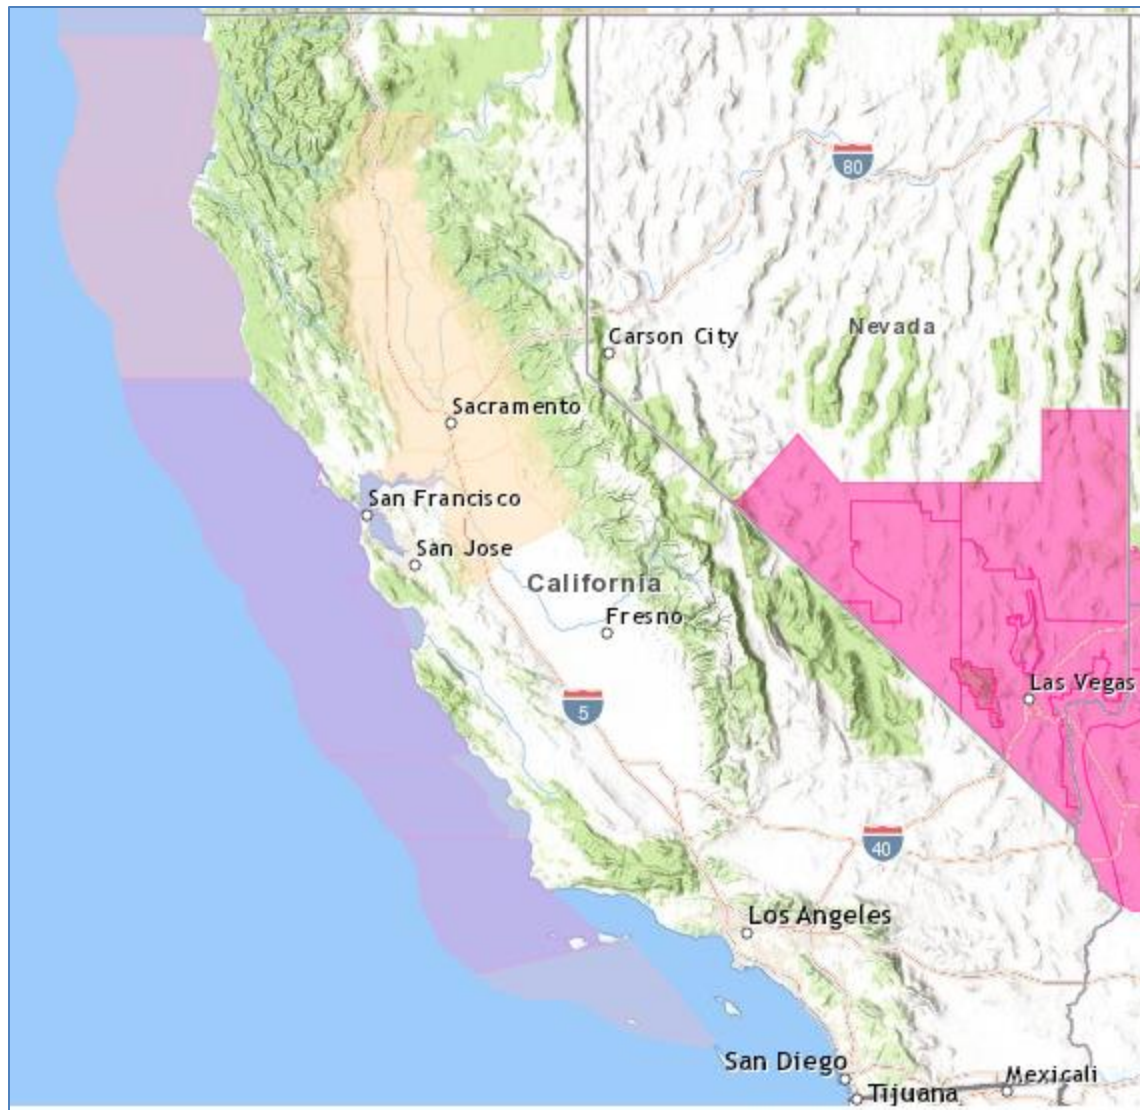 80
Nevada
Carson City
Sacramento
San Francisco
San Jose
California
Fresno
Las Vegas
5
40
Los Angeles
San Diego
Mexicali
Tijuana